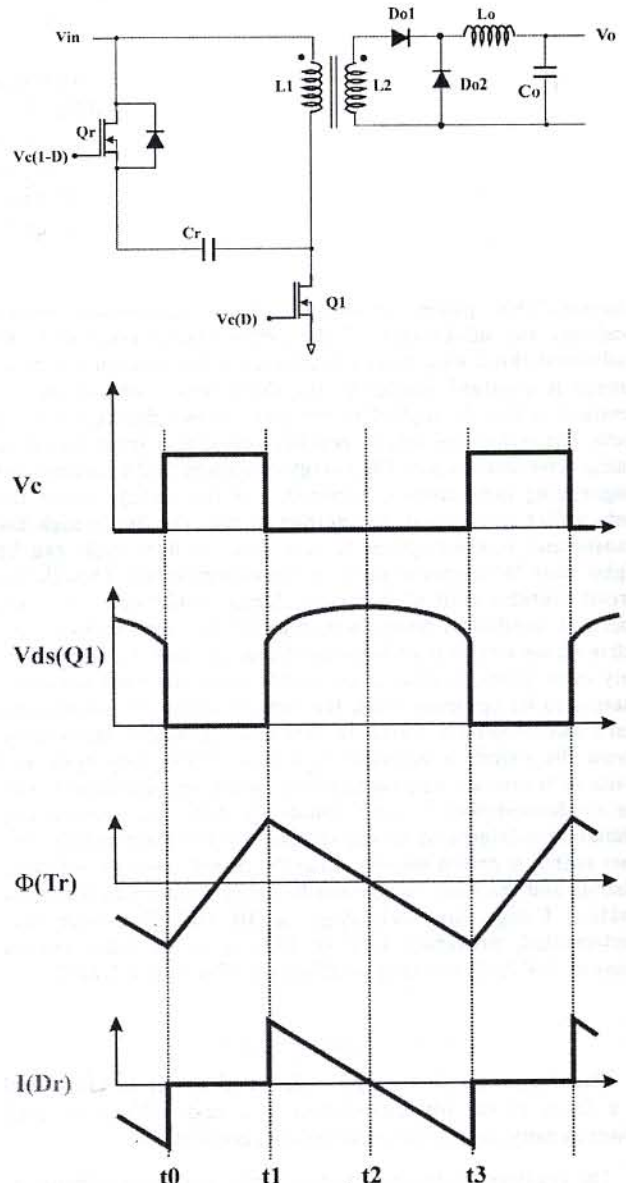 Vin
Do1
Lo
Vo
L1
L2
Do2
Co
Qr
Vc(1-D)
Cr
Q1
Vc(D)
Vc
Vds(Q1)
Φ(Tr)
I(Dr)
t0 t1 t2 t3